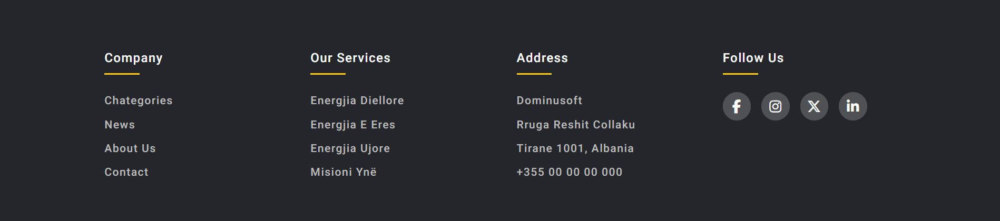 Company
Chategories
News
About Us
Contact
Our Services
Energjia Diellore
Energjia E Eres
Energjia Ujore
Misioni Ynë
Address
Dominusoft
Rruga Reshit Collaku
Tirane 1001, Albania
+355 00 00 00 000
Follow Us